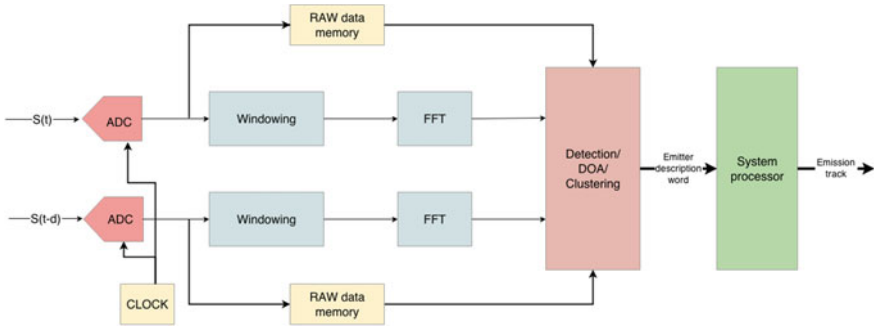 RAW data
memory
S(t)
ADC
Windowing
FFT
Detection/
DOA/
Clustering
Emitter
description
word
System
processor
Emission
track
S(t-d)
ADC
Windowing
FFT
CLOCK
RAW data
memory